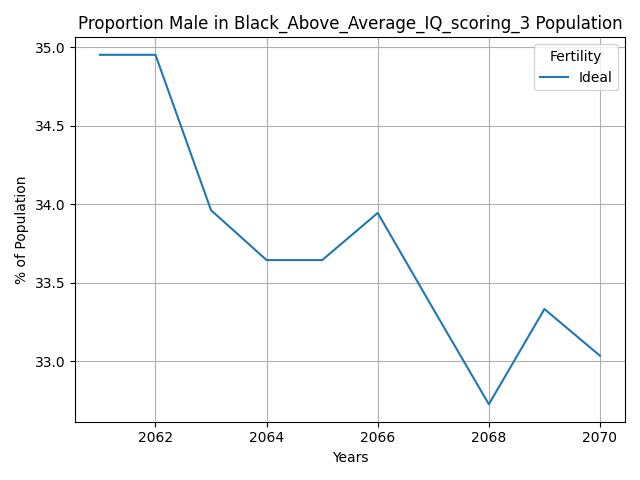 Proportion Male in Black_Above_Average_IQ_scoring_3 Population
35.0
Fertility
Ideal
34.5
34.0
33.5
33.0
% of Population
2062 2064 2066 2068 2070
Years